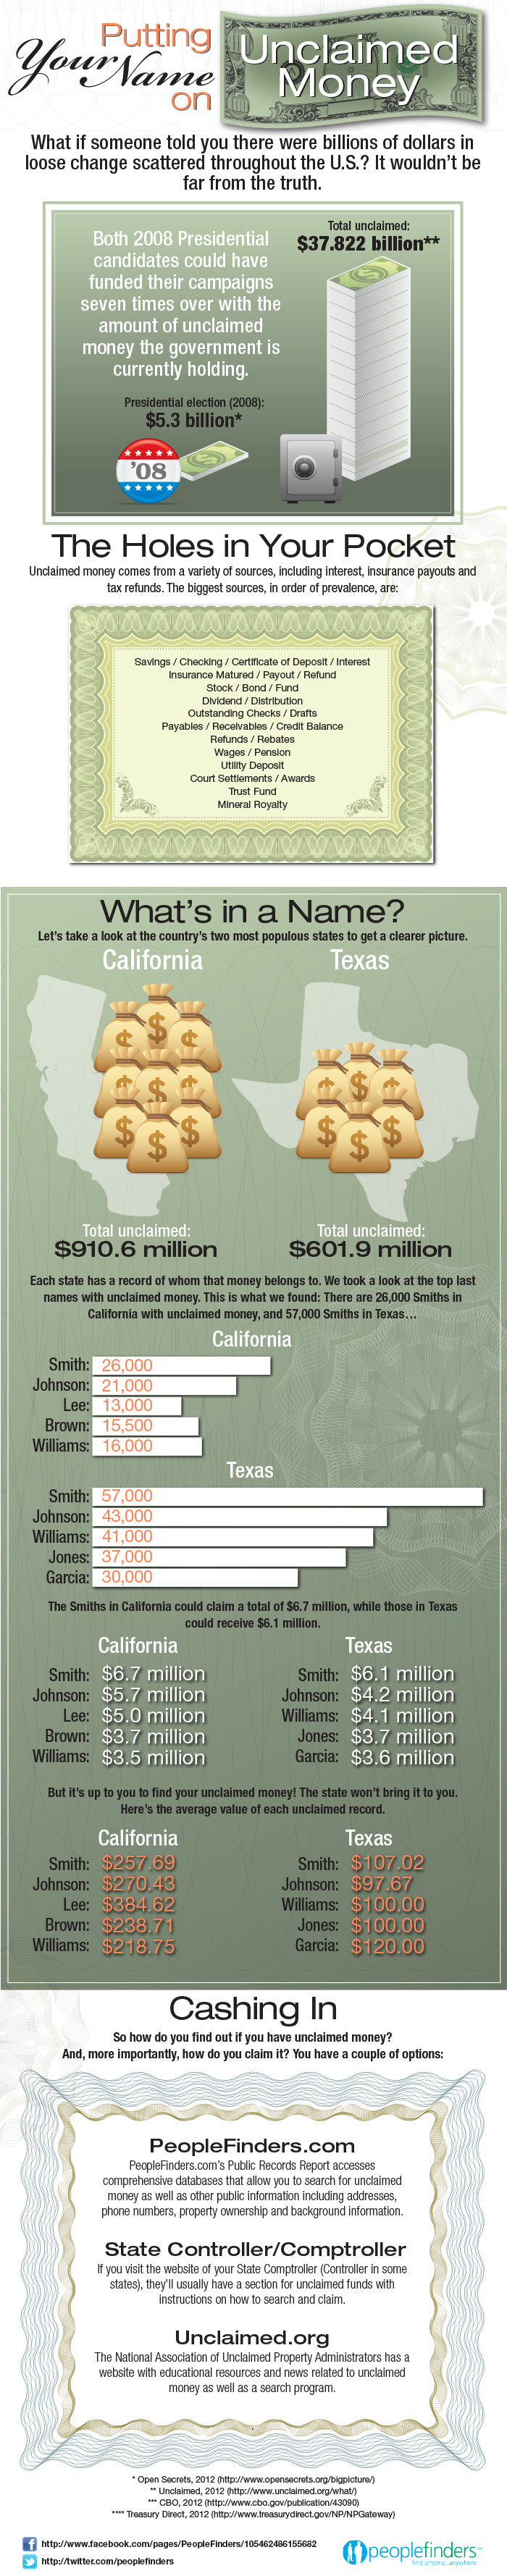 Putting
Your Name
on
Unclaimed
Money
What if someone told you there were billions of dollars in
loose change scattered throughout the U.S.? It wouldn't be
far from the truth.
Both 2008 Presidential
candidates could have
funded their campaigns
seven times over with the
amount of unclaimed
money the government is
currently holding.
Total unclaimed:
$37.822 billion**
Presidential election (2008):
$5.3 billion*
'08
The Holes in Your Pocket
Unclaimed money comes from a variety of sources, including interest, insurance payouts and
tax refunds. The biggest sources, in order of prevalence, are:
Savings / Checking / Certificate of Deposit / Interest
Insurance Matured / Payout / Refund
Stock / Bond / Fund
Dividend / Distribution
Outstanding Checks / Drafts
Payables / Receivables / Credit Balance
Refunds / Rebates
Wages / Pension
Utility Deposit
Court Settlements / Awards
Trust Fund
Mineral Royalty
What's in a Name?
Let's take a look at the country's two most populous states to get a clearer picture.
California
Texas
Total unclaimed:
$910.6 million
Total unclaimed:
$601.9 million
Each state has a record of whom that money belongs to. We took a look at the top last
names with unclaimed money. This is what we found: There are 26,000 Smiths in
California with unclaimed money, and 57,000 Smiths in Texas…
California
Smith: 26,000
Johnson: 21,000
Lee: 13,000
Brown: 15,500
Williams: 16,000
Texas
Smith: 57,000
Johnson: 43,000
Williams: 41,000
Jones: 37,000
Garcia: 30,000
The Smiths in California could claim a total of $6.7 million, while those in Texas
could receive $6.1 million.
California
Smith: $6.7 million
Johnson: $5.7 million
Lee: $5.0 million
Brown: $3.7 million
Williams: $3.5 million
Texas
Smith: $6.1 million
Johnson: $4.2 million
Williams: $4.1 million
Jones: $3.7 million
Garcia: $3.6 million
But it's up to you to find your unclaimed money! The state won't bring it to you.
Here's the average value of each unclaimed record.
California
Smith: $257.69
Johnson: $270.43
Lee: $384.62
Brown: $238.71
Williams: $218.75
Texas
Smith: $107.02
Johnson: $97.67
Williams: $100.00
Jones: $100.00
Garcia: $120.00
Cashing In
So how do you find out if you have unclaimed money?
And, more importantly, how do you claim it? You have a couple of options:
PeopleFinders.com
PeopleFinders.com's Public Records Report accesses
comprehensive databases that allow you to search for unclaimed
money as well as other public information including addresses,
phone numbers, property ownership and background information.
State Controller/Comptroller
If you visit the website of your State Comptroller (Controller in some
states), they'll usually have a section for unclaimed funds with
instructions on how to search and claim.
Unclaimed.org
The National Association of Unclaimed Property Administrators has a
website with educational resources and news related to unclaimed
money as well as a search program.
* Open Secrets, 2012 (http://www.opensecrets.org/bigpicture/)
** Unclaimed, 2012 (http://www.unclaimed.org/what/)
*** CBO, 2012 (http://www.cbo.gov/publication/43090)
**** Treasury Direct, 2012 (http://www.treasurydirect.gov/NP/NPGateway)
http://www.facebook.com/pages/PeopleFinders/105462486155682
http://twitter.com/peoplefinders
peoplefinders
find anyone, anywhere